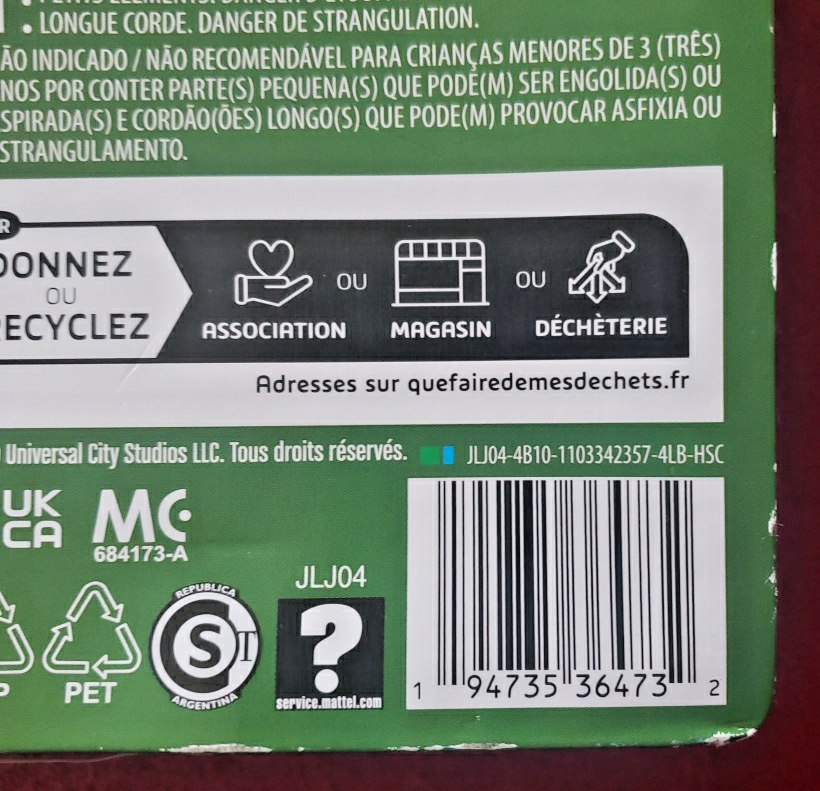 LONGUE CORDE. DANGER DE STRANGULATION.
ÃO INDICADO / NÃO RECOMENDÁVEL PARA CRIANÇAS MENORES DE 3 (TRÊS)
NOS POR CONTER PARTE(S) PEQUENA(S) QUE PODE(M) SER ENGOLIDA(S) OU
SPIRADA(S) E CORDÃO(ÕES) LONGO(S) QUE PODE(M) PROVOCAR ASFIXIA OU
STRANGULAMENTO.
R
DONNEZ
OU
RECYCLEZ
ASSOCIATION
OU
MAGASIN
OU
DÉCHÈTERIE
Adresses sur quefairedemesdechets.fr
Universal City Studios LLC. Tous droits réservés.
JLJ04-4B10-1103342357-4LB-HSC
UK
CA
MC
684173-A
JLJ04
P
PET
REPUBLICA
S T
ARGENTINA
?
service.mattel.com
1 94735 36473 2